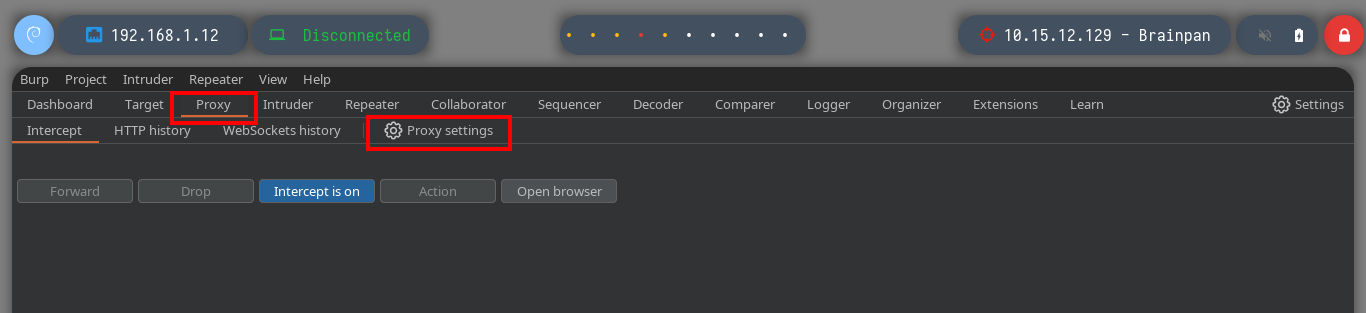 192.168.1.12 Disconnected 10.15.12.129 - Brainpan
Burp Project Intruder Repeater View Help
Dashboard Target Proxy Intruder Repeater Collaborator Sequencer Decoder Comparer Logger Organizer Extensions Learn Settings
Intercept HTTP history WebSockets history Proxy settings
Forward Drop Intercept is on Action Open browser